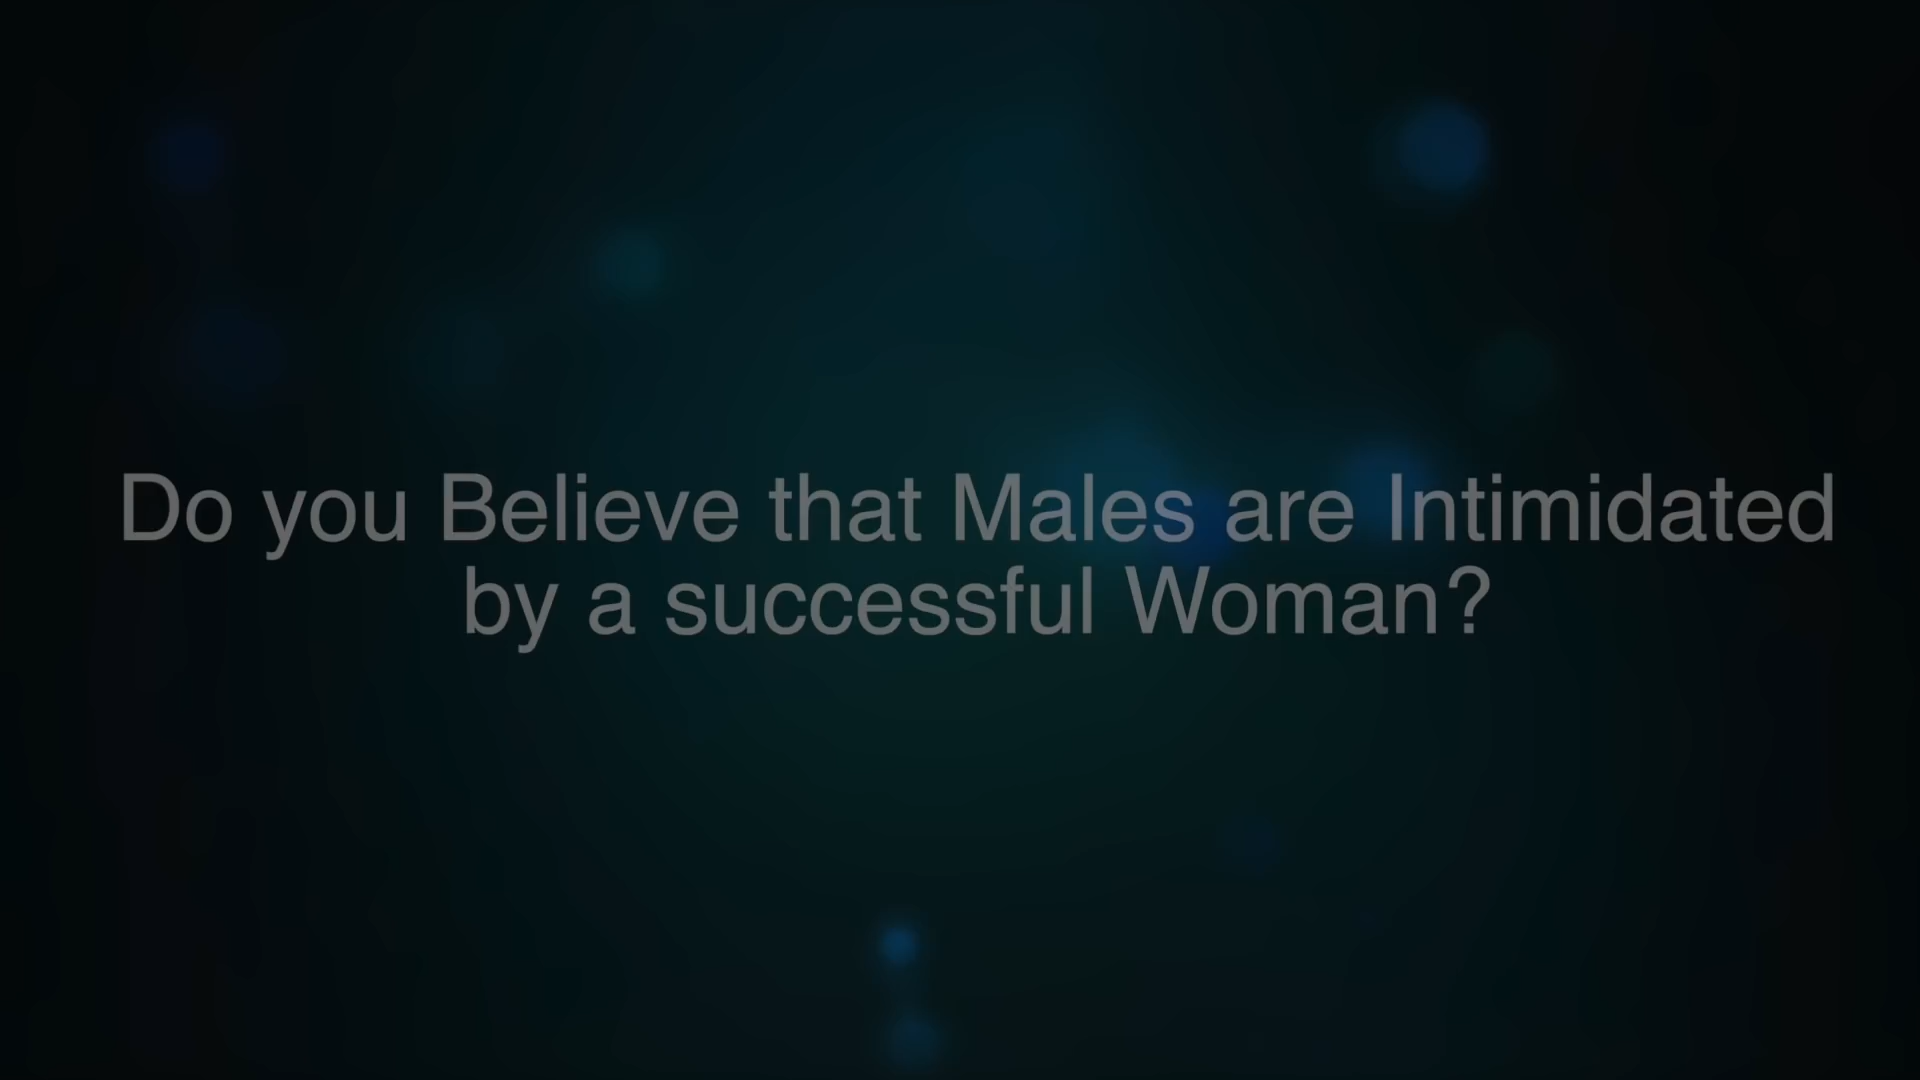 Do you Believe that Males are Intimidated
by a successful Woman?